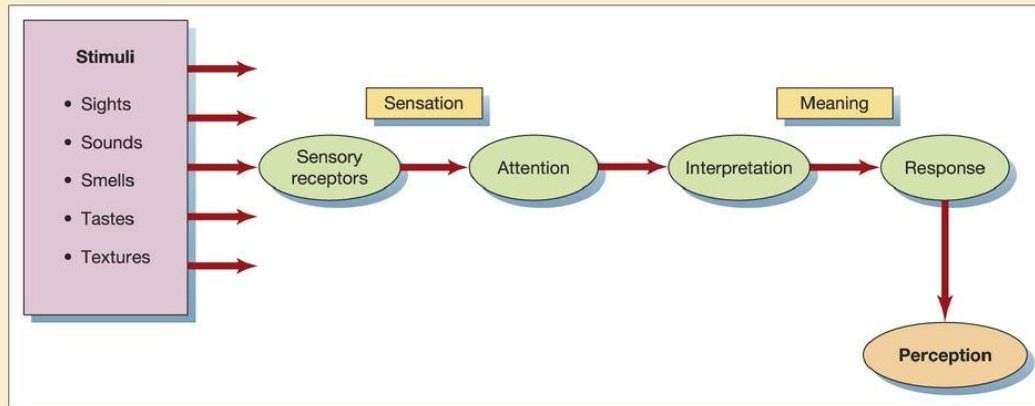 Stimuli
• Sights
• Sounds
• Smells
• Tastes
• Textures
Sensation
Meaning
Sensory
receptors
Attention
Interpretation
Response
Perception